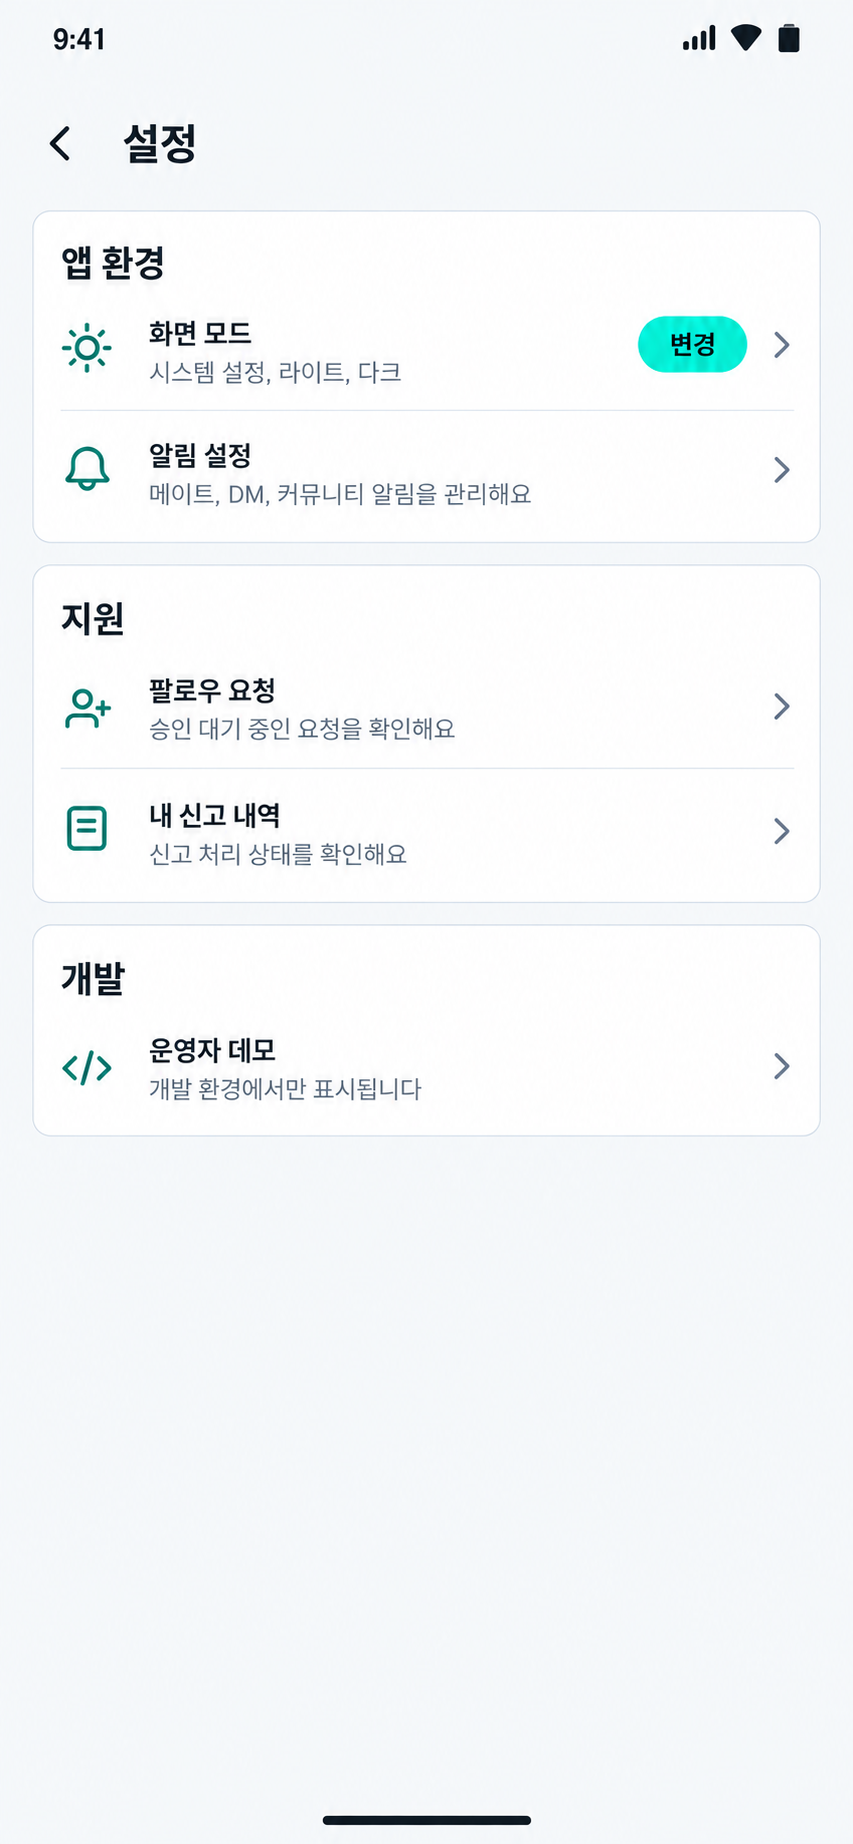 9:41
설정
앱 환경
화면 모드
시스템 설정, 라이트, 다크
변경
알림 설정
메이트, DM, 커뮤니티 알림을 관리해요
지원
팔로우 요청
승인 대기 중인 요청을 확인해요
내 신고 내역
신고 처리 상태를 확인해요
개발
운영자 데모
개발 환경에서만 표시됩니다